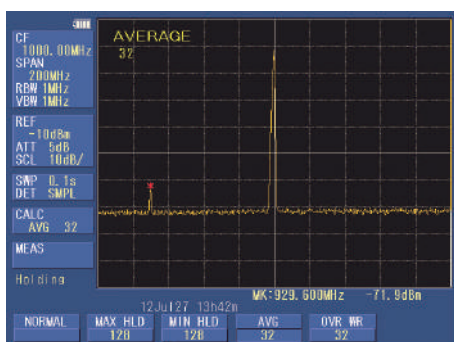 CF
1000.00MHz
SPAN
200MHz
RBW 1MHz
VBW 1MHz
REF
-10dBm
ATT 5dB
SCL 10dB/
SWP 0.1s
DET SMPL
CALC
AVG 32
MEAS
Holding
AVERAGE
32
MK:929.600MHz -71.9dBm
12Jul27 13h42m
NORMAL
MAX HLD
128
MIN HLD
128
AVG
32
OVR WR
32